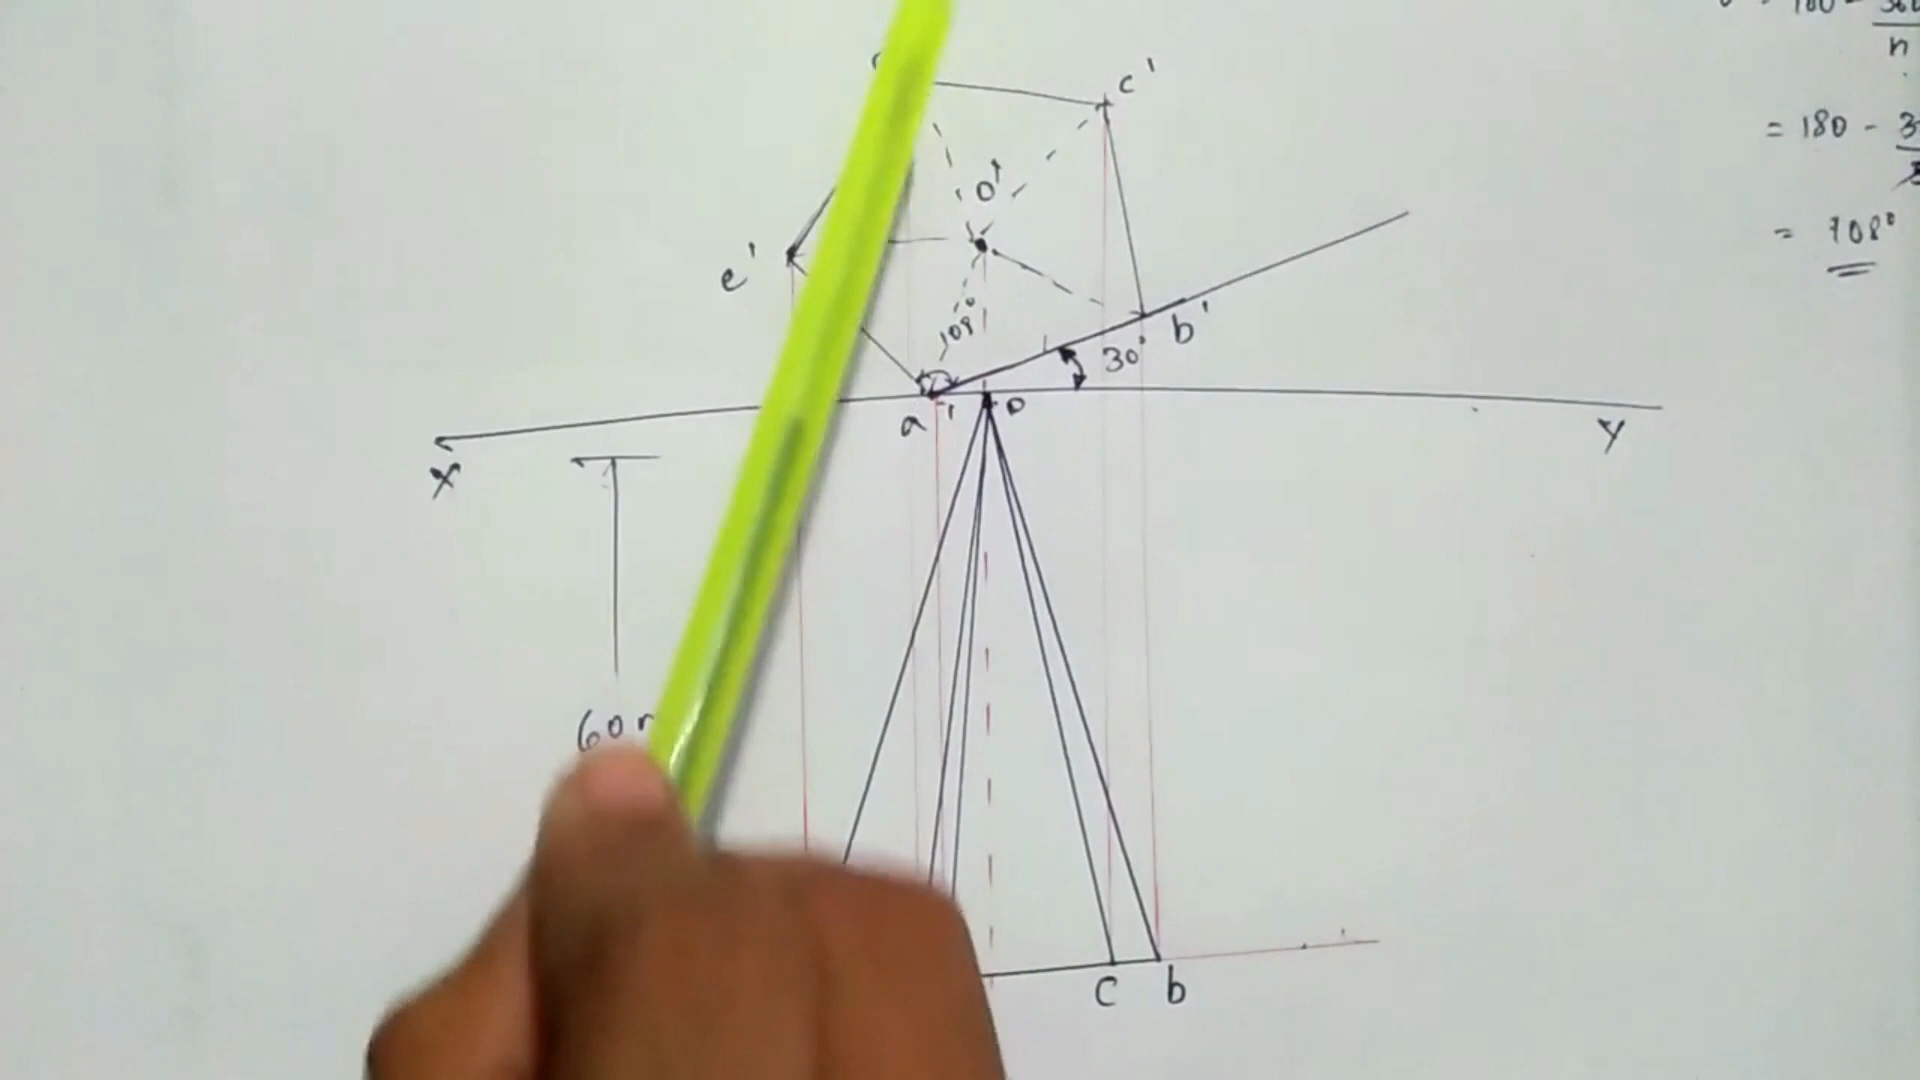 c'
= 180 -
o'
= 108°
e'
108°
b'
30°
a'
o
X
Y
60
c
b